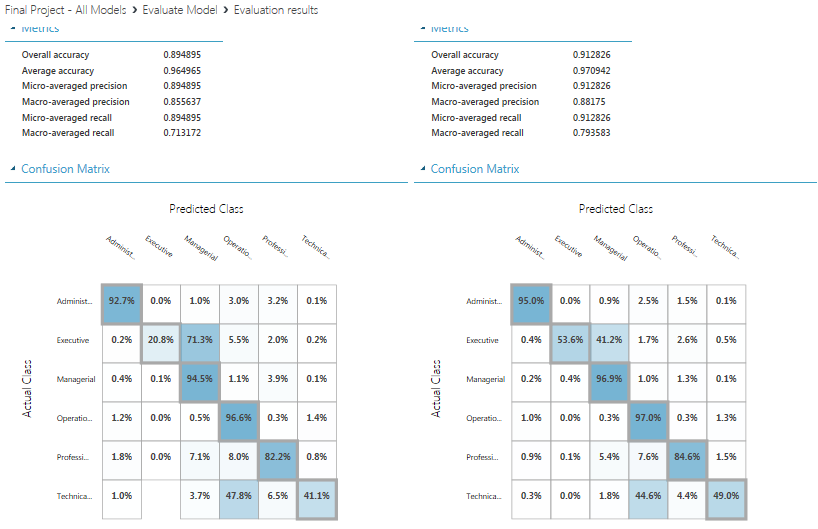 Final Project - All Models > Evaluate Model > Evaluation results
Metrics
Overall accuracy 0.894895
Average accuracy 0.964965
Micro-averaged precision 0.894895
Macro-averaged precision 0.855637
Micro-averaged recall 0.894895
Macro-averaged recall 0.713172
Confusion Matrix
Predicted Class
Administ... Executive Managerial Operatio... Professi... Technica...
Actual Class
Administ... 92.7% 0.0% 1.0% 3.0% 3.2% 0.1%
Executive 0.2% 20.8% 71.3% 5.5% 2.0% 0.2%
Managerial 0.4% 0.1% 94.5% 1.1% 3.9% 0.1%
Operatio... 1.2% 0.0% 0.5% 96.6% 0.3% 1.4%
Professi... 1.8% 0.0% 7.1% 8.0% 82.2% 0.8%
Technica... 1.0% 3.7% 47.8% 6.5% 41.1%
Metrics
Overall accuracy 0.912826
Average accuracy 0.970942
Micro-averaged precision 0.912826
Macro-averaged precision 0.88175
Micro-averaged recall 0.912826
Macro-averaged recall 0.793583
Confusion Matrix
Predicted Class
Administ... Executive Managerial Operatio... Professi... Technica...
Actual Class
Administ... 95.0% 0.0% 0.9% 2.5% 1.5% 0.1%
Executive 0.4% 53.6% 41.2% 1.7% 2.6% 0.5%
Managerial 0.2% 0.4% 96.9% 1.0% 1.3% 0.1%
Operatio... 1.0% 0.0% 0.3% 97.0% 0.3% 1.3%
Professi... 0.9% 0.1% 5.4% 7.6% 84.6% 1.5%
Technica... 0.3% 0.0% 1.8% 44.6% 4.4% 49.0%